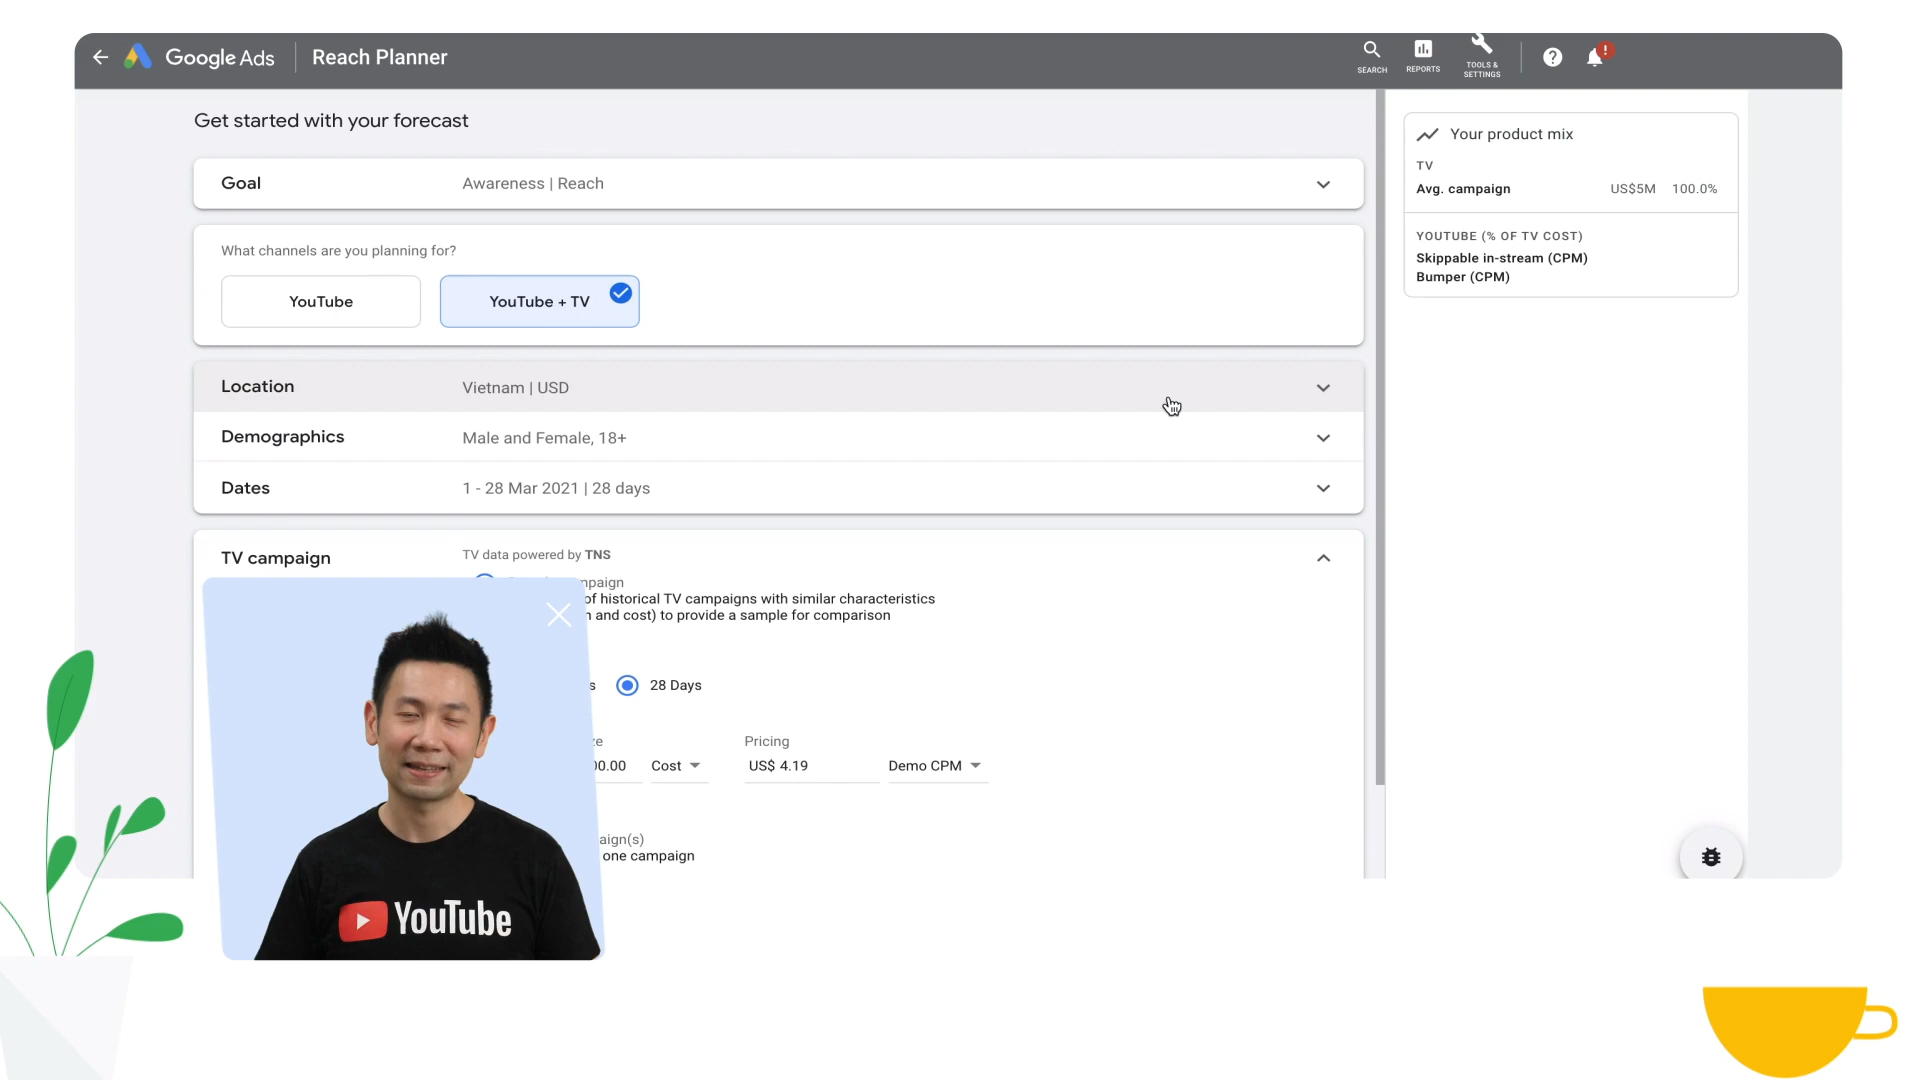 Google Ads
Reach Planner
SEARCH
REPORTS
TOOLS &
SETTINGS
Get started with your forecast
Goal
Awareness | Reach
What channels are you planning for?
YouTube
YouTube + TV
Location
Vietnam | USD
Demographics
Male and Female, 18+
Dates
1 - 28 Mar 2021 | 28 days
TV campaign
TV data powered by TNS
of historical TV campaigns with similar characteristics
and cost) to provide a sample for comparison
28 Days
Pricing
00.00
Cost
US$ 4.19
Demo CPM
one campaign
YouTube
Your product mix
TV
Avg. campaign US$5M 100.0%
YOUTUBE (% OF TV COST)
Skippable in-stream (CPM)
Bumper (CPM)